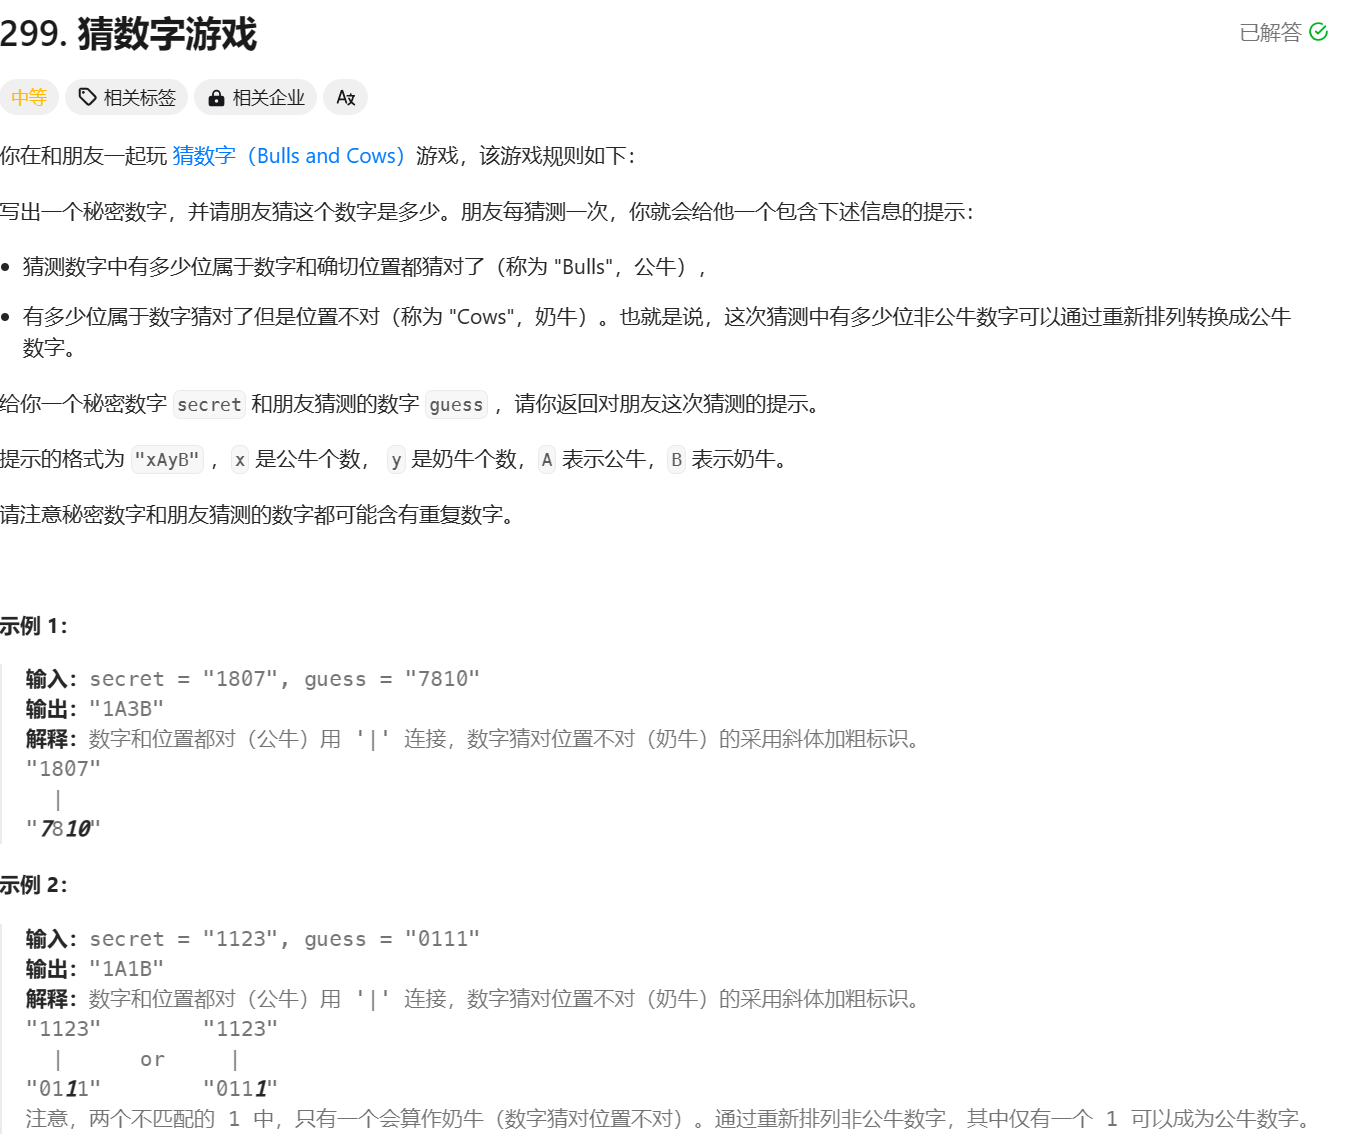 299. 猜数字游戏
已解答
中等 相关标签 相关企业
你在和朋友一起玩 猜数字（Bulls and Cows）游戏，该游戏规则如下：
写出一个秘密数字，并请朋友猜这个数字是多少。朋友每猜测一次，你就会给他一个包含下述信息的提示：
• 猜测数字中有多少位属于数字和确切位置都猜对了（称为 "Bulls"，公牛），
• 有多少位属于数字猜对了但是位置不对（称为 "Cows"，奶牛）。也就是说，这次猜测中有多少位非公牛数字可以通过重新排列转换成公牛
数字。
给你一个秘密数字 secret 和朋友猜测的数字 guess ，请你返回对朋友这次猜测的提示。
提示的格式为 "xAyB" ，x 是公牛个数， y 是奶牛个数，A 表示公牛，B 表示奶牛。
请注意秘密数字和朋友猜测的数字都可能含有重复数字。
示例 1：
输入：secret = "1807", guess = "7810"
输出："1A3B"
解释：数字和位置都对（公牛）用 '|' 连接，数字猜对位置不对（奶牛）的采用斜体加粗标识。
"1807"
|
"7810"
示例 2：
输入：secret = "1123", guess = "0111"
输出："1A1B"
解释：数字和位置都对（公牛）用 '|' 连接，数字猜对位置不对（奶牛）的采用斜体加粗标识。
"1123" "1123"
| or |
"0111" "0111"
注意，两个不匹配的 1 中，只有一个会算作奶牛（数字猜对位置不对）。通过重新排列非公牛数字，其中仅有一个 1 可以成为公牛数字。